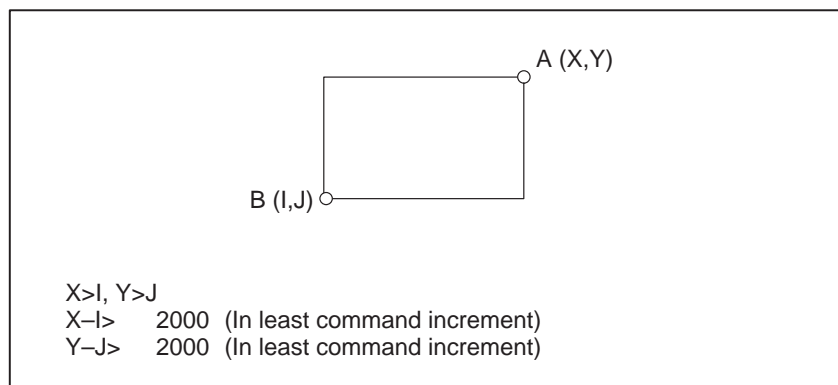 A (X,Y)
B (I,J)
X>I, Y>J
X–I> 2000 (In least command increment)
Y–J> 2000 (In least command increment)